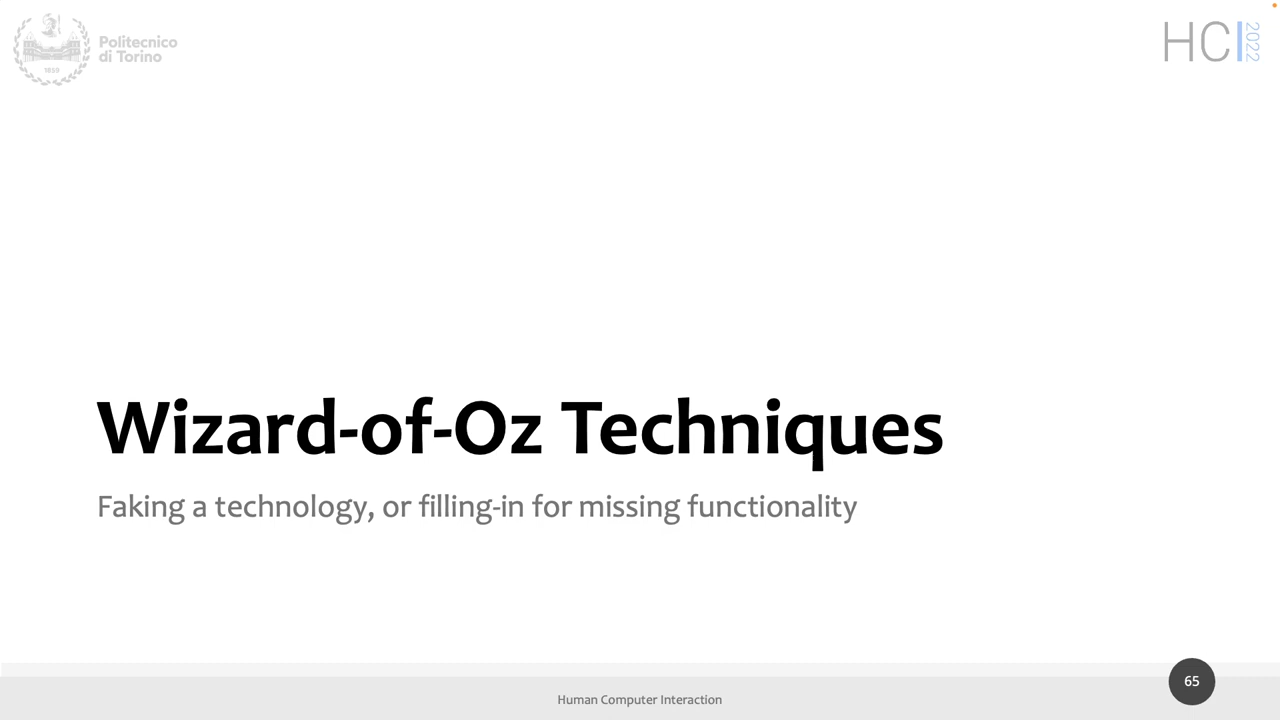 Politecnico
di Torino
1859
HCI 2022
Wizard-of-Oz Techniques
Faking a technology, or filling-in for missing functionality
65
Human Computer Interaction